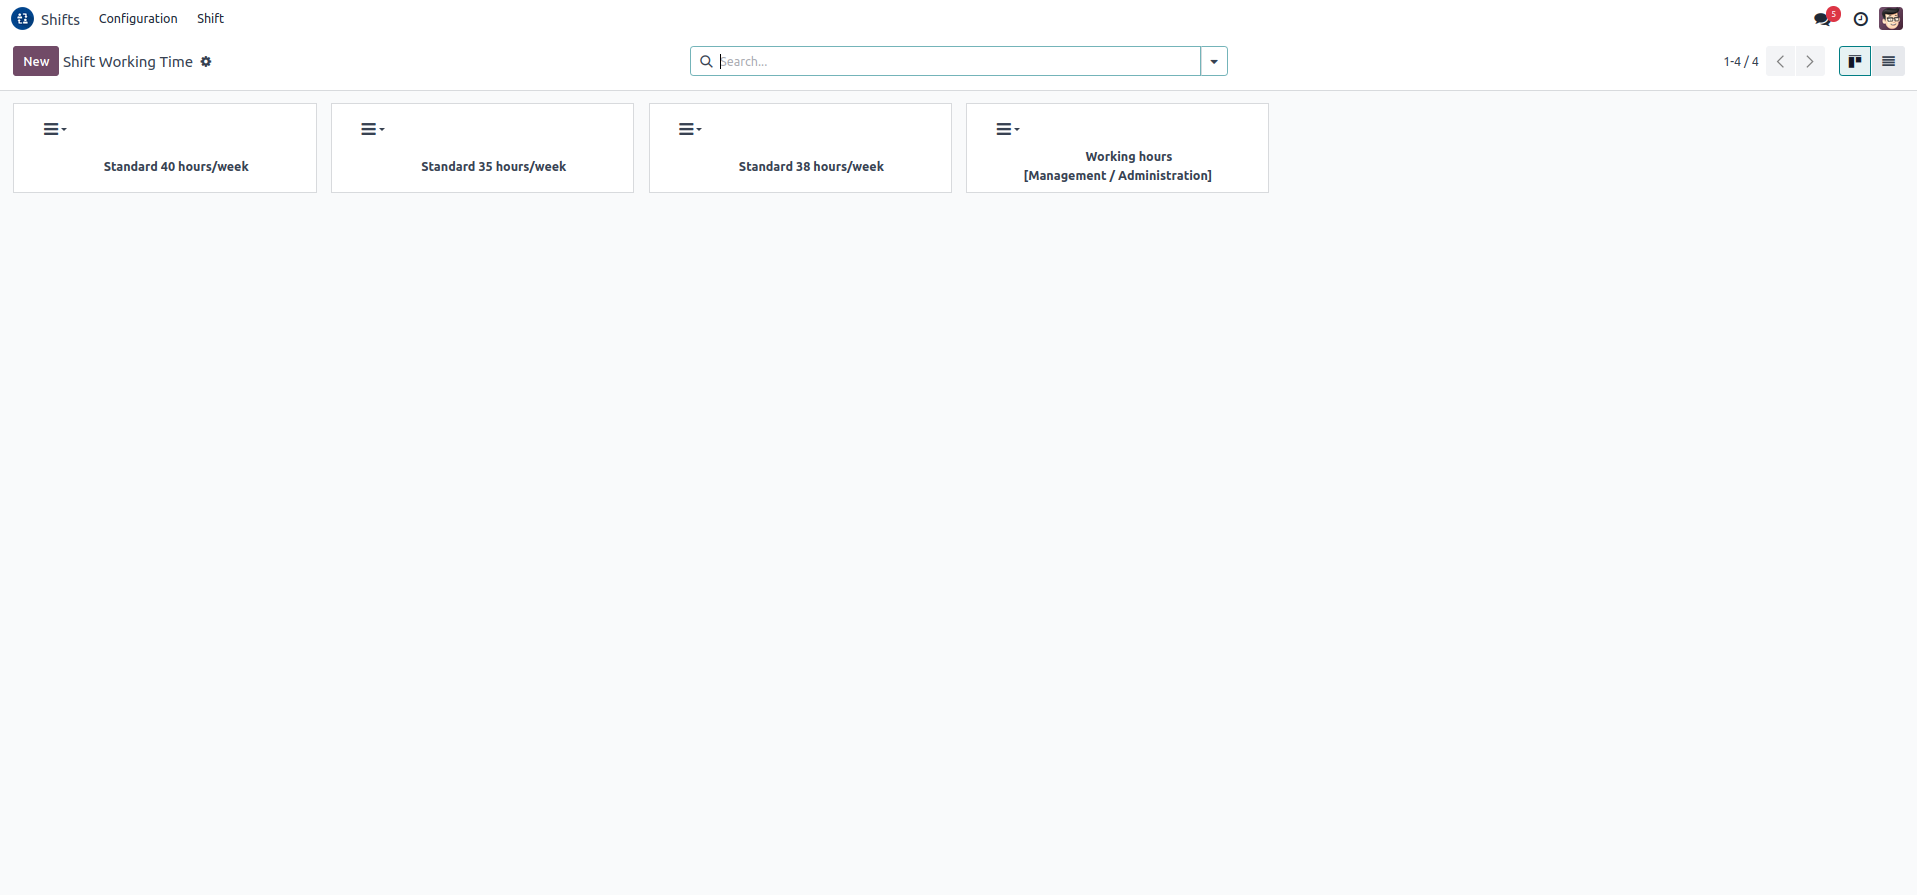 Shifts Configuration Shift
5
New Shift Working Time
Search...
1-4 / 4
Standard 40 hours/week
Standard 35 hours/week
Standard 38 hours/week
Working hours
[Management / Administration]